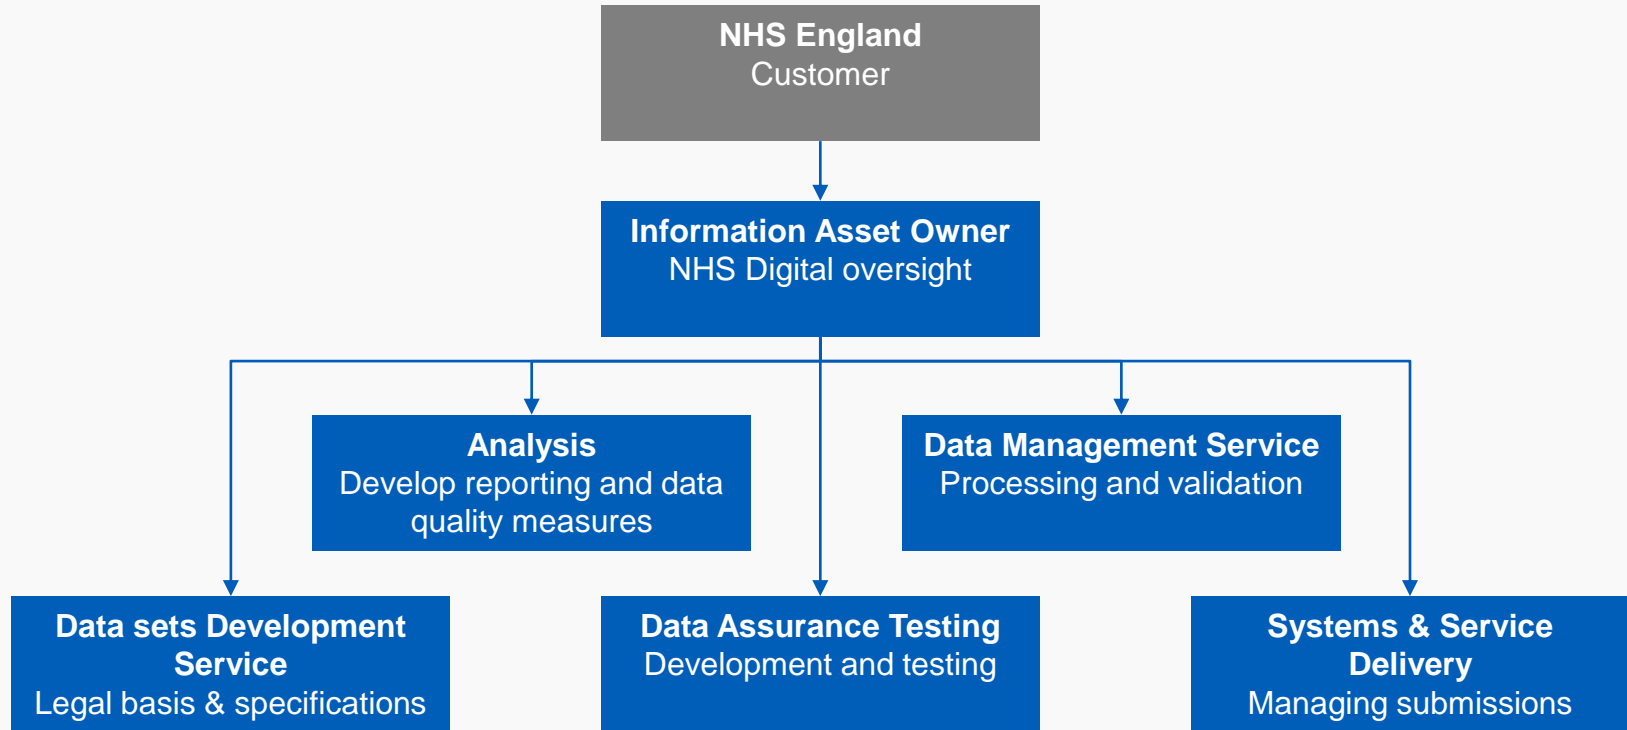 NHS England
Customer
Information Asset Owner
NHS Digital oversight
Analysis
Develop reporting and data
quality measures
Data Management Service
Processing and validation
Data sets Development
Service
Legal basis & specifications
Data Assurance Testing
Development and testing
Systems & Service
Delivery
Managing submissions